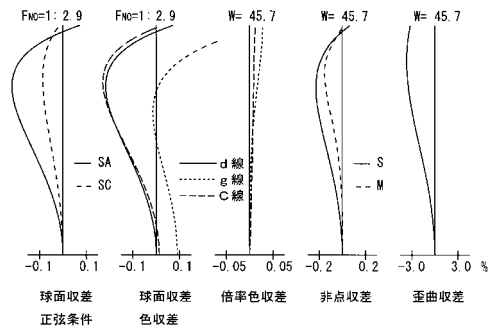 FNO=1: 2.9
FNO=1: 2.9
W= 45.7
W= 45.7
W= 45.7
SA
SC
d線
g線
C線
S
M
-0.1 0.1
-0.1 0.1
-0.05 0.05
-0.2 0.2
-3.0 3.0 %
球面収差 球面収差 倍率色収差 非点収差 歪曲収差
正弦条件 色収差